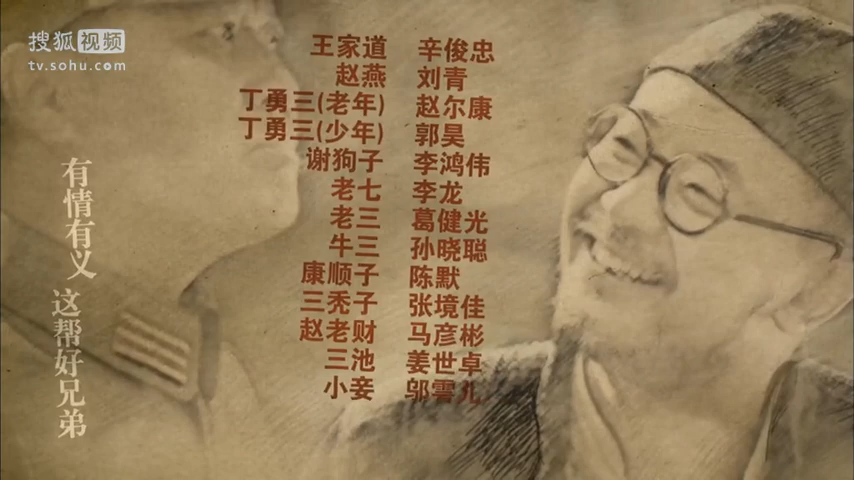 搜狐视频
tv.sohu.com
王家道 辛俊忠
赵燕 刘青
丁勇三(老年) 赵尔康
丁勇三(少年) 郭昊
谢狗子 李鸿伟
老七 李龙
老三 葛健光
牛三 孙晓聪
康顺子 陈默
三秃子 张境佳
赵老财 马彦彬
三池 姜世卓
小妾 邬雲儿
有情有义
这帮好兄弟